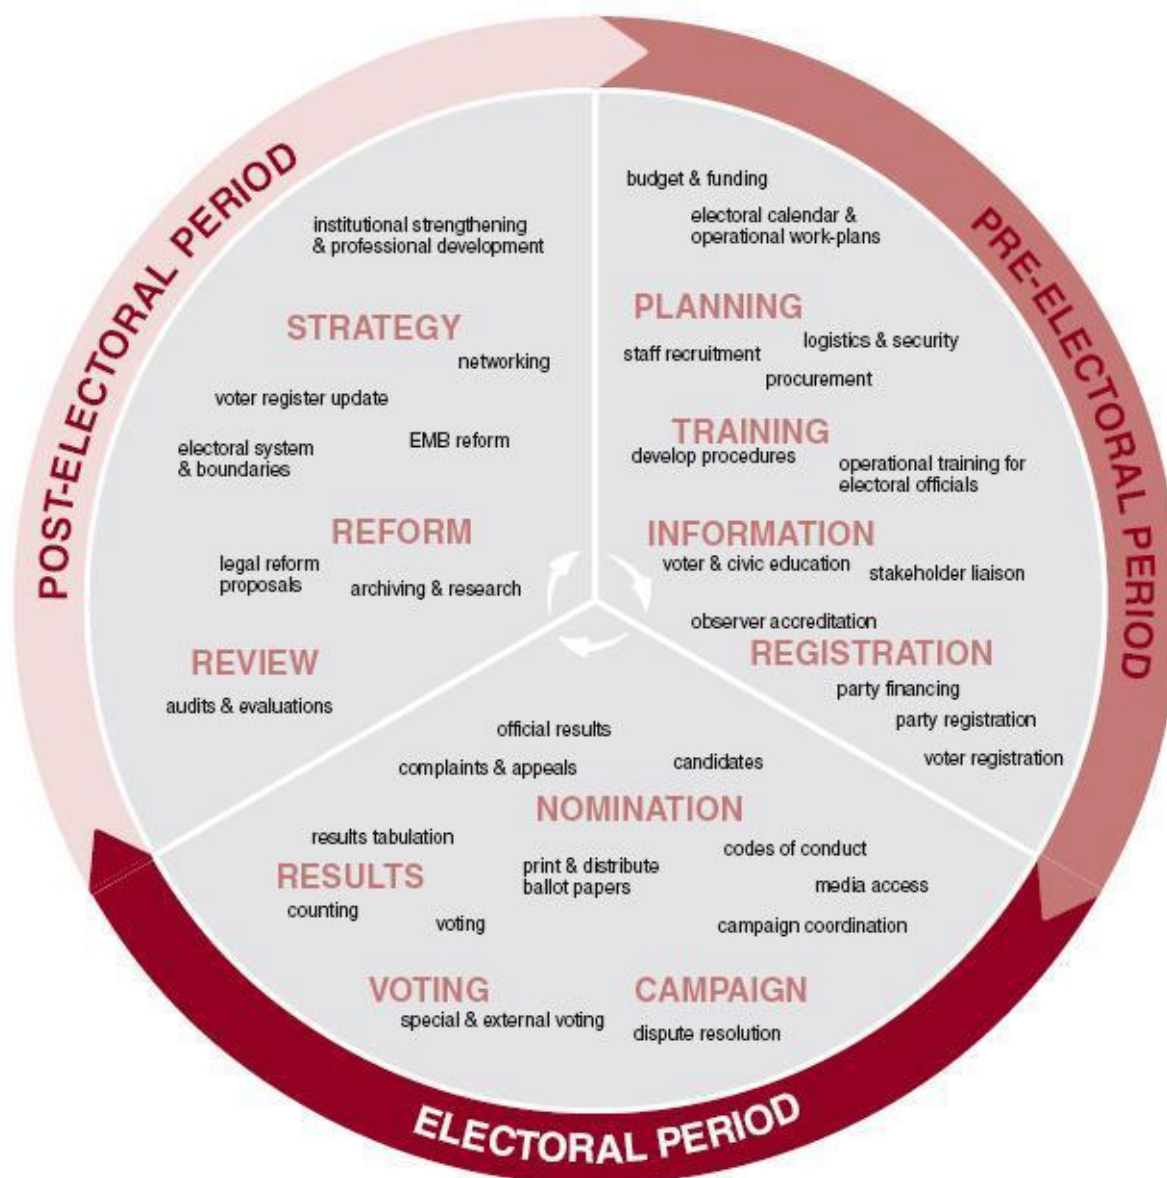 POST-ELECTORAL PERIOD
institutional strengthening
& professional development
STRATEGY
networking
voter register update
EMB reform
electoral system
& boundaries
REFORM
legal reform
proposals
archiving & research
REVIEW
audits & evaluations
PRE-ELECTORAL PERIOD
budget & funding
electoral calendar &
operational work-plans
PLANNING
logistics & security
staff recruitment
procurement
TRAINING
develop procedures
operational training for
electoral officials
INFORMATION
voter & civic education
stakeholder liaison
observer accreditation
REGISTRATION
party financing
party registration
voter registration
official results
complaints & appeals
candidates
NOMINATION
results tabulation
codes of conduct
print & distribute
ballot papers
RESULTS
media access
counting
voting
campaign coordination
VOTING
CAMPAIGN
special & external voting
dispute resolution
ELECTORAL PERIOD